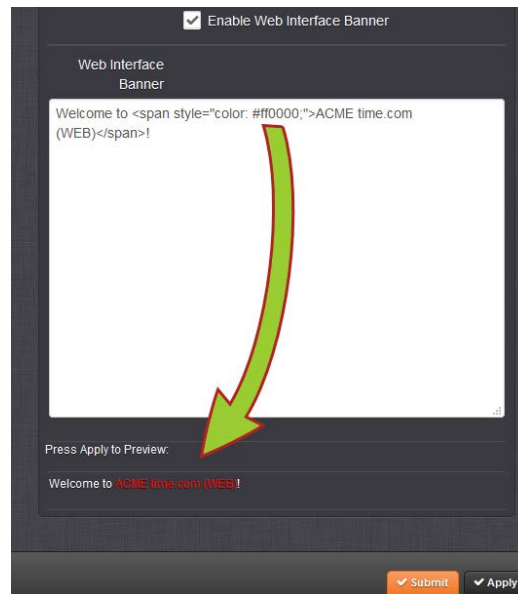 Enable Web Interface Banner
Web Interface
Banner
Welcome to <span style="color: #ff0000;">ACME time.com
(WEB)</span>!
Press Apply to Preview:
Welcome to ACME time.com (WEB)!
Submit
Apply